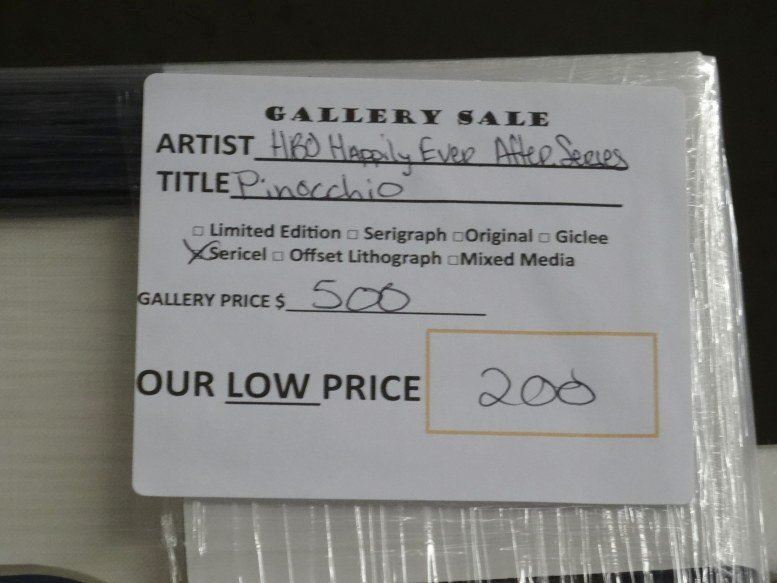 GALLERY SALE
ARTIST HBO Happily Ever After Series
TITLE Pinocchio
□ Limited Edition □ Serigraph □Original □ Giclee
☒Sericel □ Offset Lithograph □Mixed Media
GALLERY PRICE $ 500
OUR LOW PRICE 200